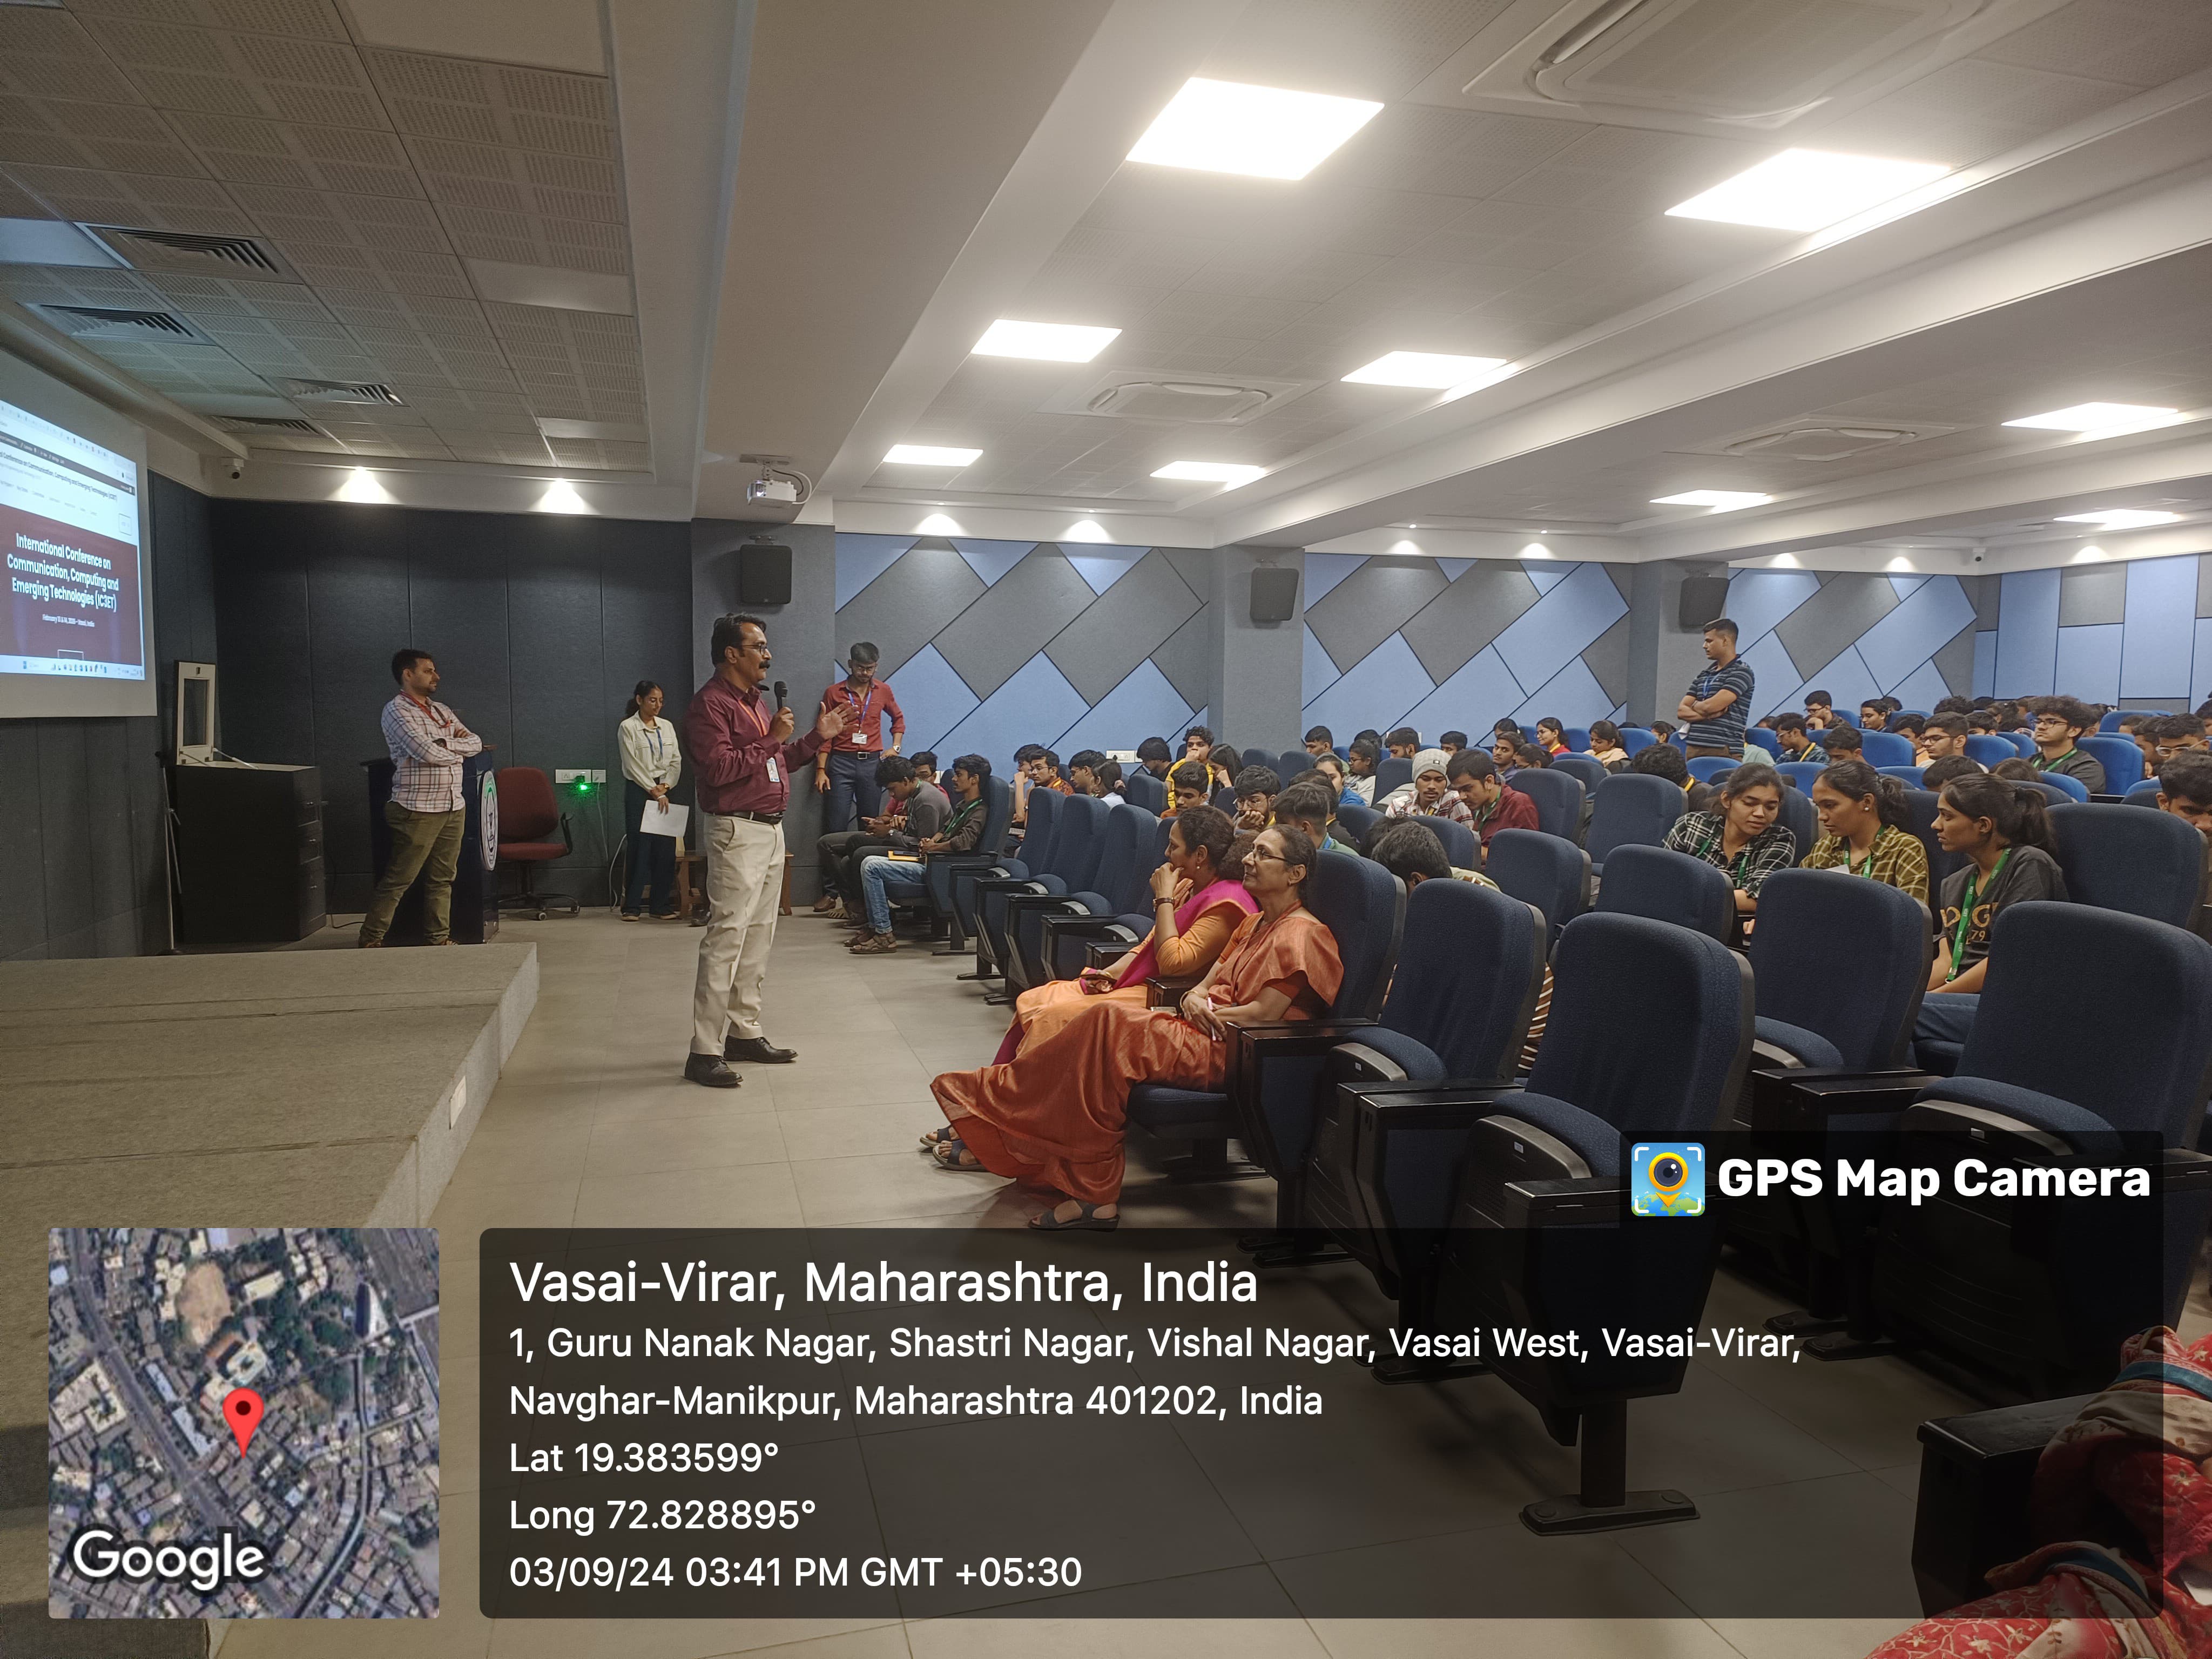 International Conference on
Communication, Computing and
Emerging Technologies (IC3ET)
GPS Map Camera
Vasai-Virar, Maharashtra, India
1, Guru Nanak Nagar, Shastri Nagar, Vishal Nagar, Vasai West, Vasai-Virar,
Navghar-Manikpur, Maharashtra 401202, India
Lat 19.383599°
Long 72.828895°
03/09/24 03:41 PM GMT +05:30
Google